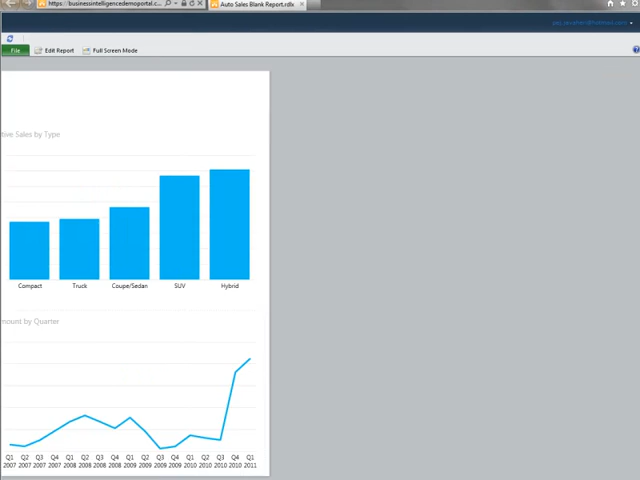 https://businessintelligencedemoportal.c...
Auto Sales Blank Report.rdlx
File
Edit Report
Full Screen Mode
tive Sales by Type
Compact
Truck
Coupe/Sedan
SUV
Hybrid
mount by Quarter
Q1 Q2 Q3 Q4 Q1 Q2 Q3 Q4 Q1 Q2 Q3 Q4 Q1 Q2 Q3 Q4 Q1
2007 2007 2007 2007 2008 2008 2008 2008 2009 2009 2009 2009 2010 2010 2010 2010 2011